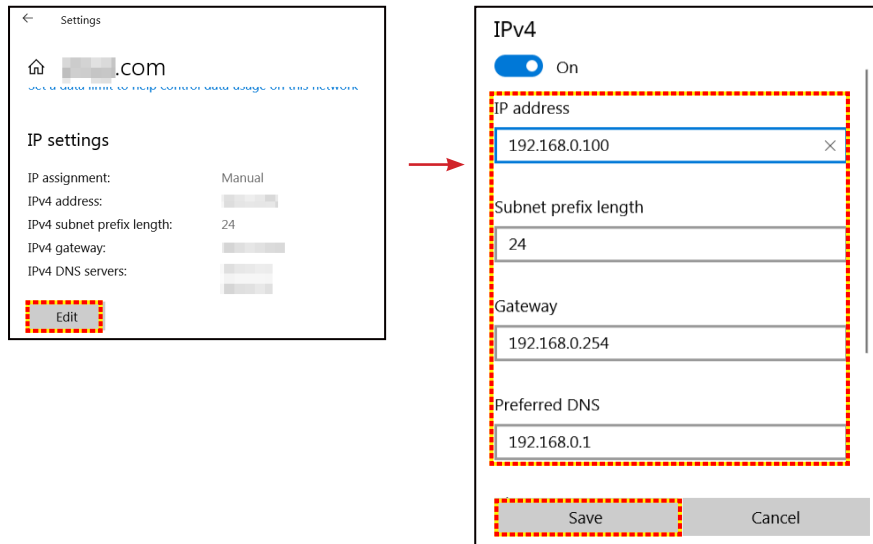 Settings
.com
Set a data limit to help control data usage on this network
IP settings
IP assignment: Manual
IPv4 address:
IPv4 subnet prefix length: 24
IPv4 gateway:
IPv4 DNS servers:
Edit
IPv4
On
IP address
192.168.0.100
Subnet prefix length
24
Gateway
192.168.0.254
Preferred DNS
192.168.0.1
Save Cancel